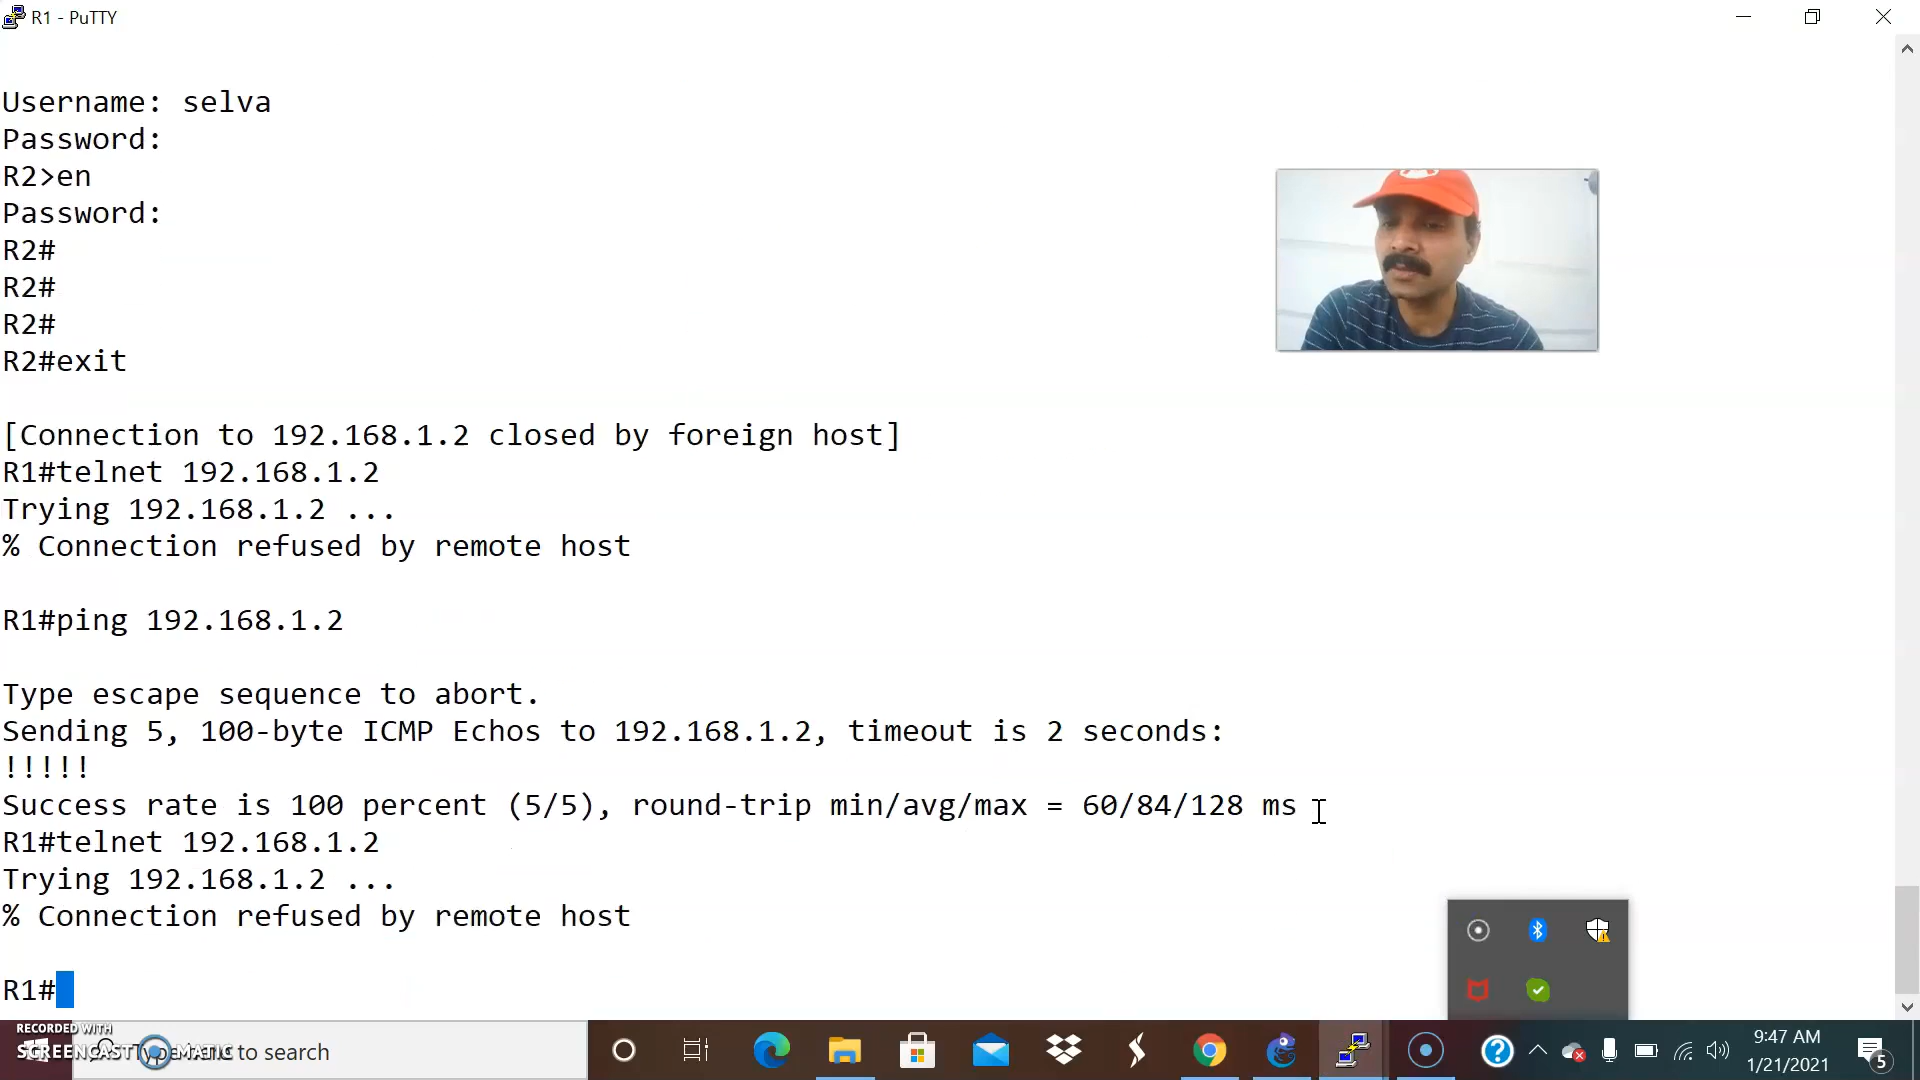 R1 - PuTTY
Username: selva
Password:
R2>en
Password:
R2#
R2#
R2#
R2#exit
[Connection to 192.168.1.2 closed by foreign host]
R1#telnet 192.168.1.2
Trying 192.168.1.2 ...
% Connection refused by remote host
R1#ping 192.168.1.2
Type escape sequence to abort.
Sending 5, 100-byte ICMP Echos to 192.168.1.2, timeout is 2 seconds:
!!!!!
Success rate is 100 percent (5/5), round-trip min/avg/max = 60/84/128 ms
R1#telnet 192.168.1.2
Trying 192.168.1.2 ...
% Connection refused by remote host
R1#
RECORDED WITH
SCREENCAST MATIC
to search
9:47 AM
1/21/2021
5